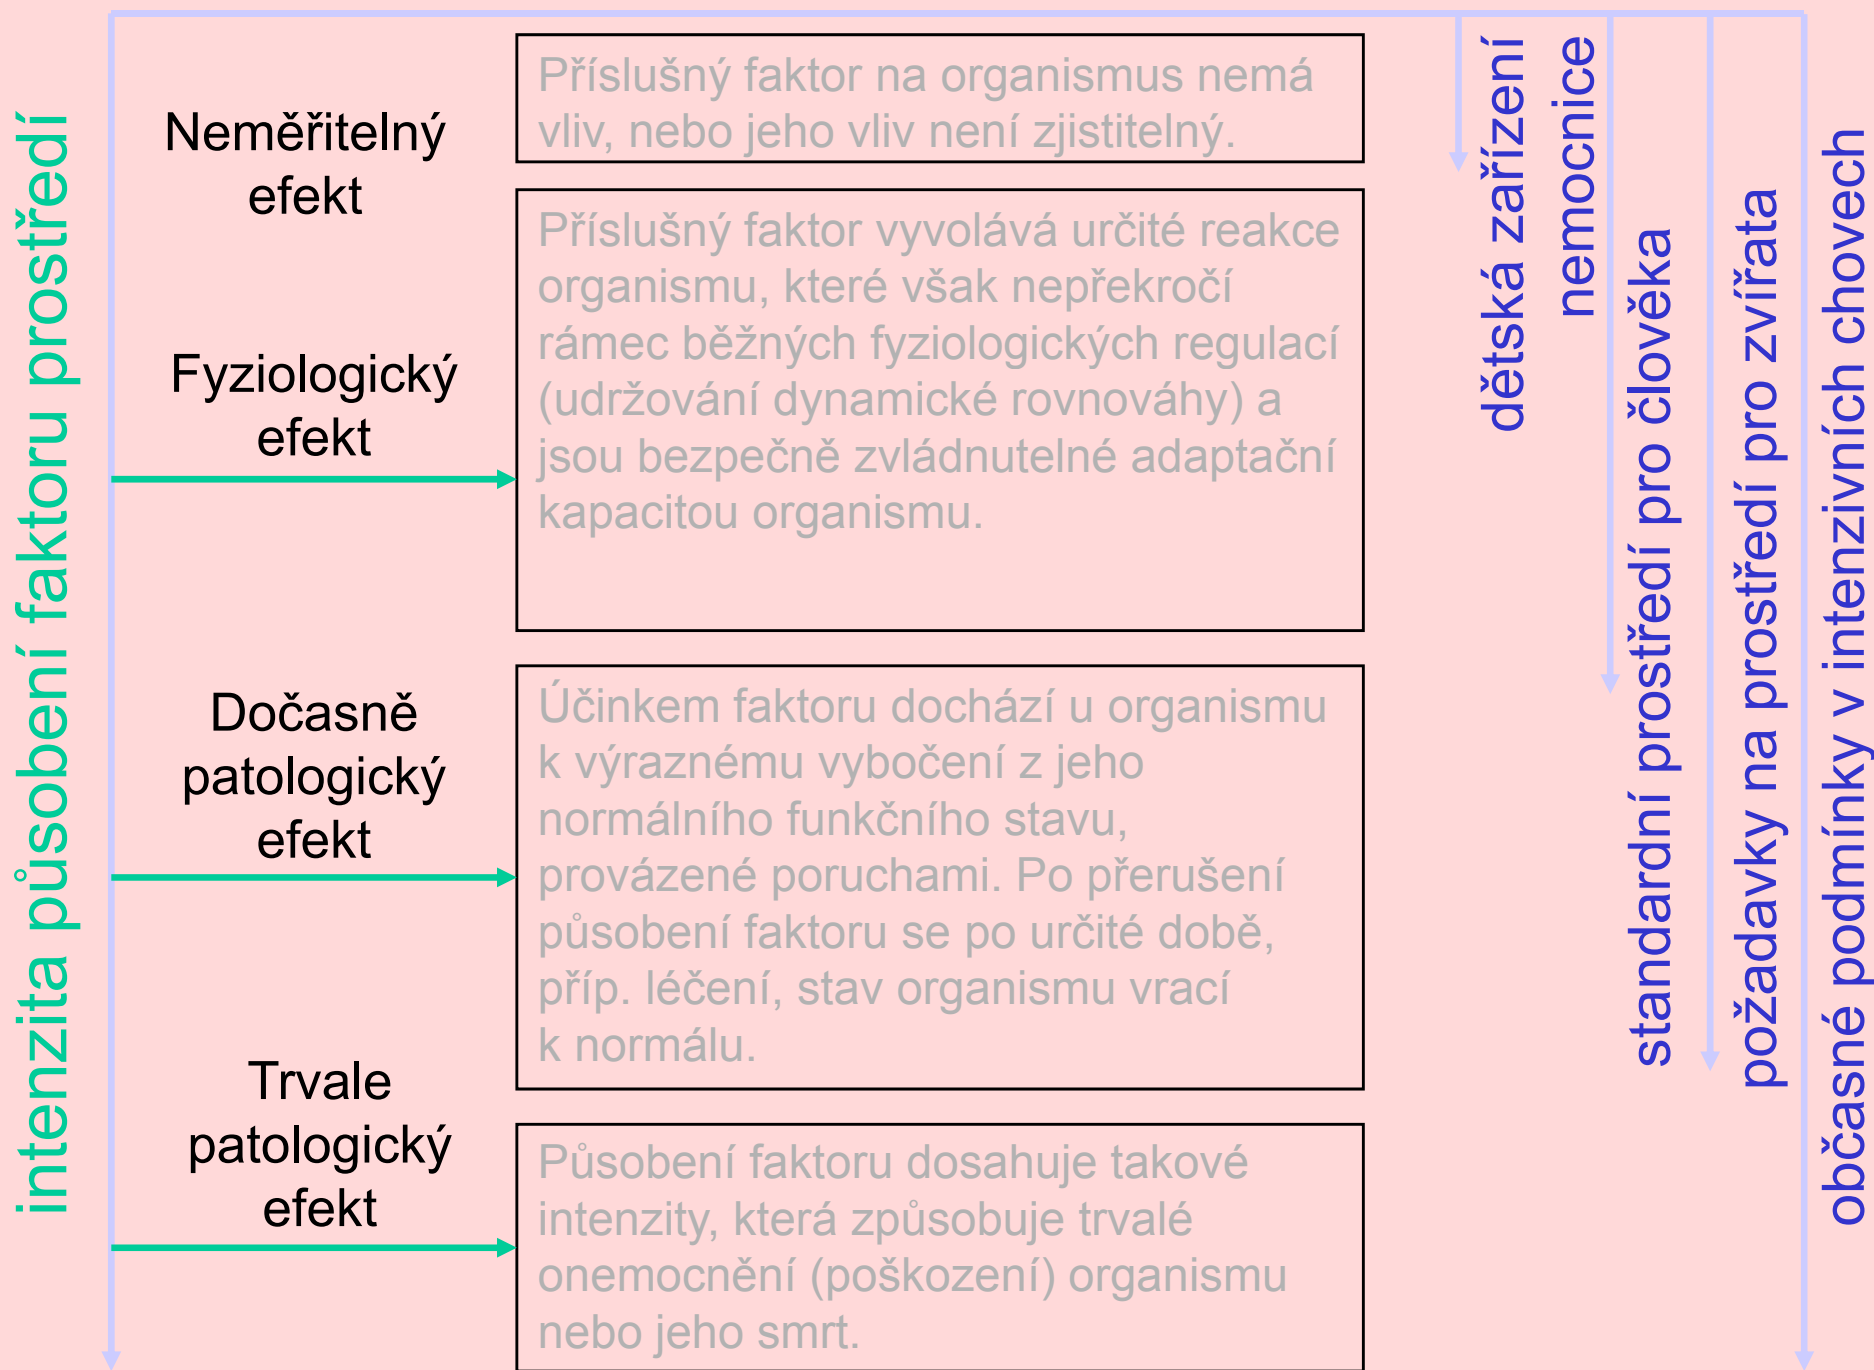 intenzita působení faktoru prostředí
Neměřitelný
efekt
Příslušný faktor na organismus nemá
vliv, nebo jeho vliv není zjistitelný.
Fyziologický
efekt
Příslušný faktor vyvolává určité reakce
organismu, které však nepřekročí
rámec běžných fyziologických regulací
(udržování dynamické rovnováhy) a
jsou bezpečně zvládnutelné adaptační
kapacitou organismu.
Dočasně
patologický
efekt
Účinkem faktoru dochází u organismu
k výraznému vybočení z jeho
normálního funkčního stavu,
provázené poruchami. Po přerušení
působení faktoru se po určité době,
příp. léčení, stav organismu vrací
k normálu.
Trvale
patologický
efekt
Působení faktoru dosahuje takové
intenzity, která způsobuje trvalé
onemocnění (poškození) organismu
nebo jeho smrt.
dětská zařízení
nemocnice
standardní prostředí pro člověka
požadavky na prostředí pro zvířata
občasné podmínky v intenzivních chovech